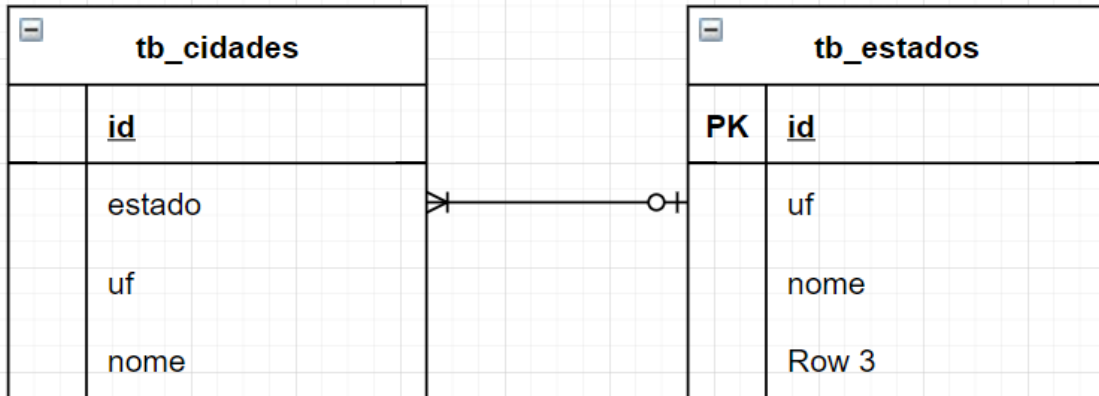 tb_cidades
id
estado
uf
nome
tb_estados
PK id
uf
nome
Row 3